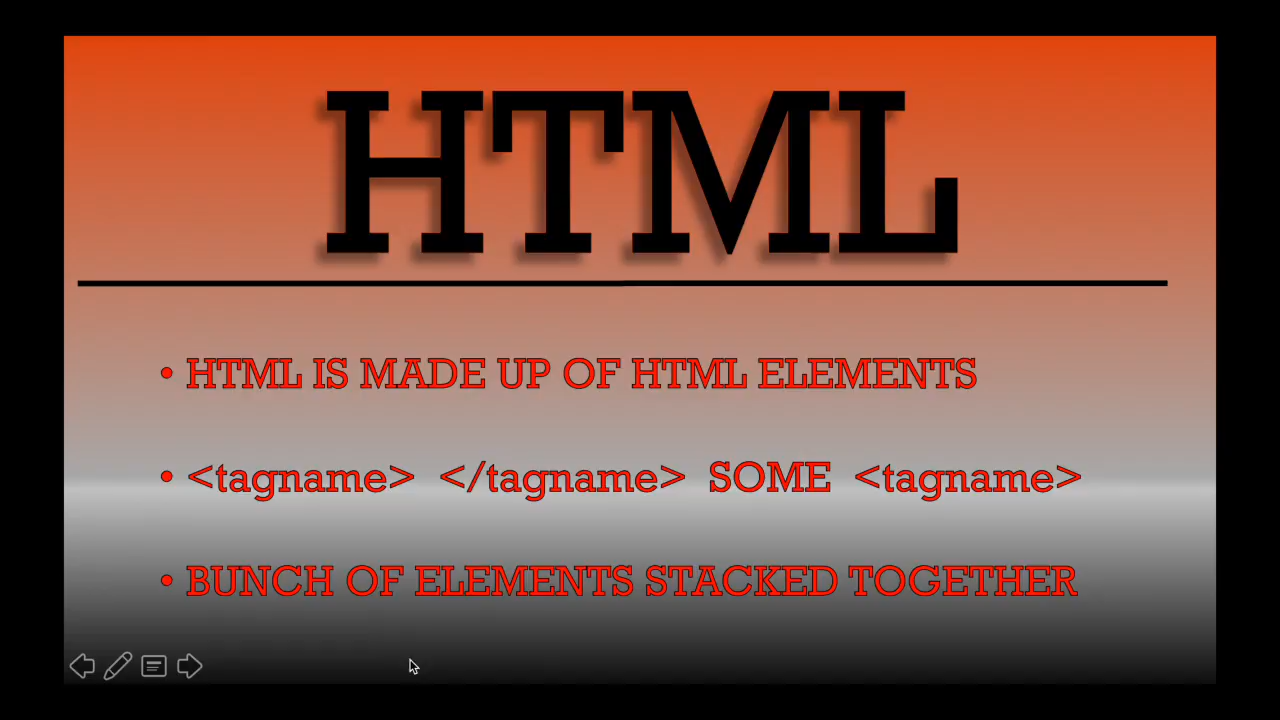 HTML
• HTML IS MADE UP OF HTML ELEMENTS
• <tagname> </tagname> SOME <tagname>
• BUNCH OF ELEMENTS STACKED TOGETHER